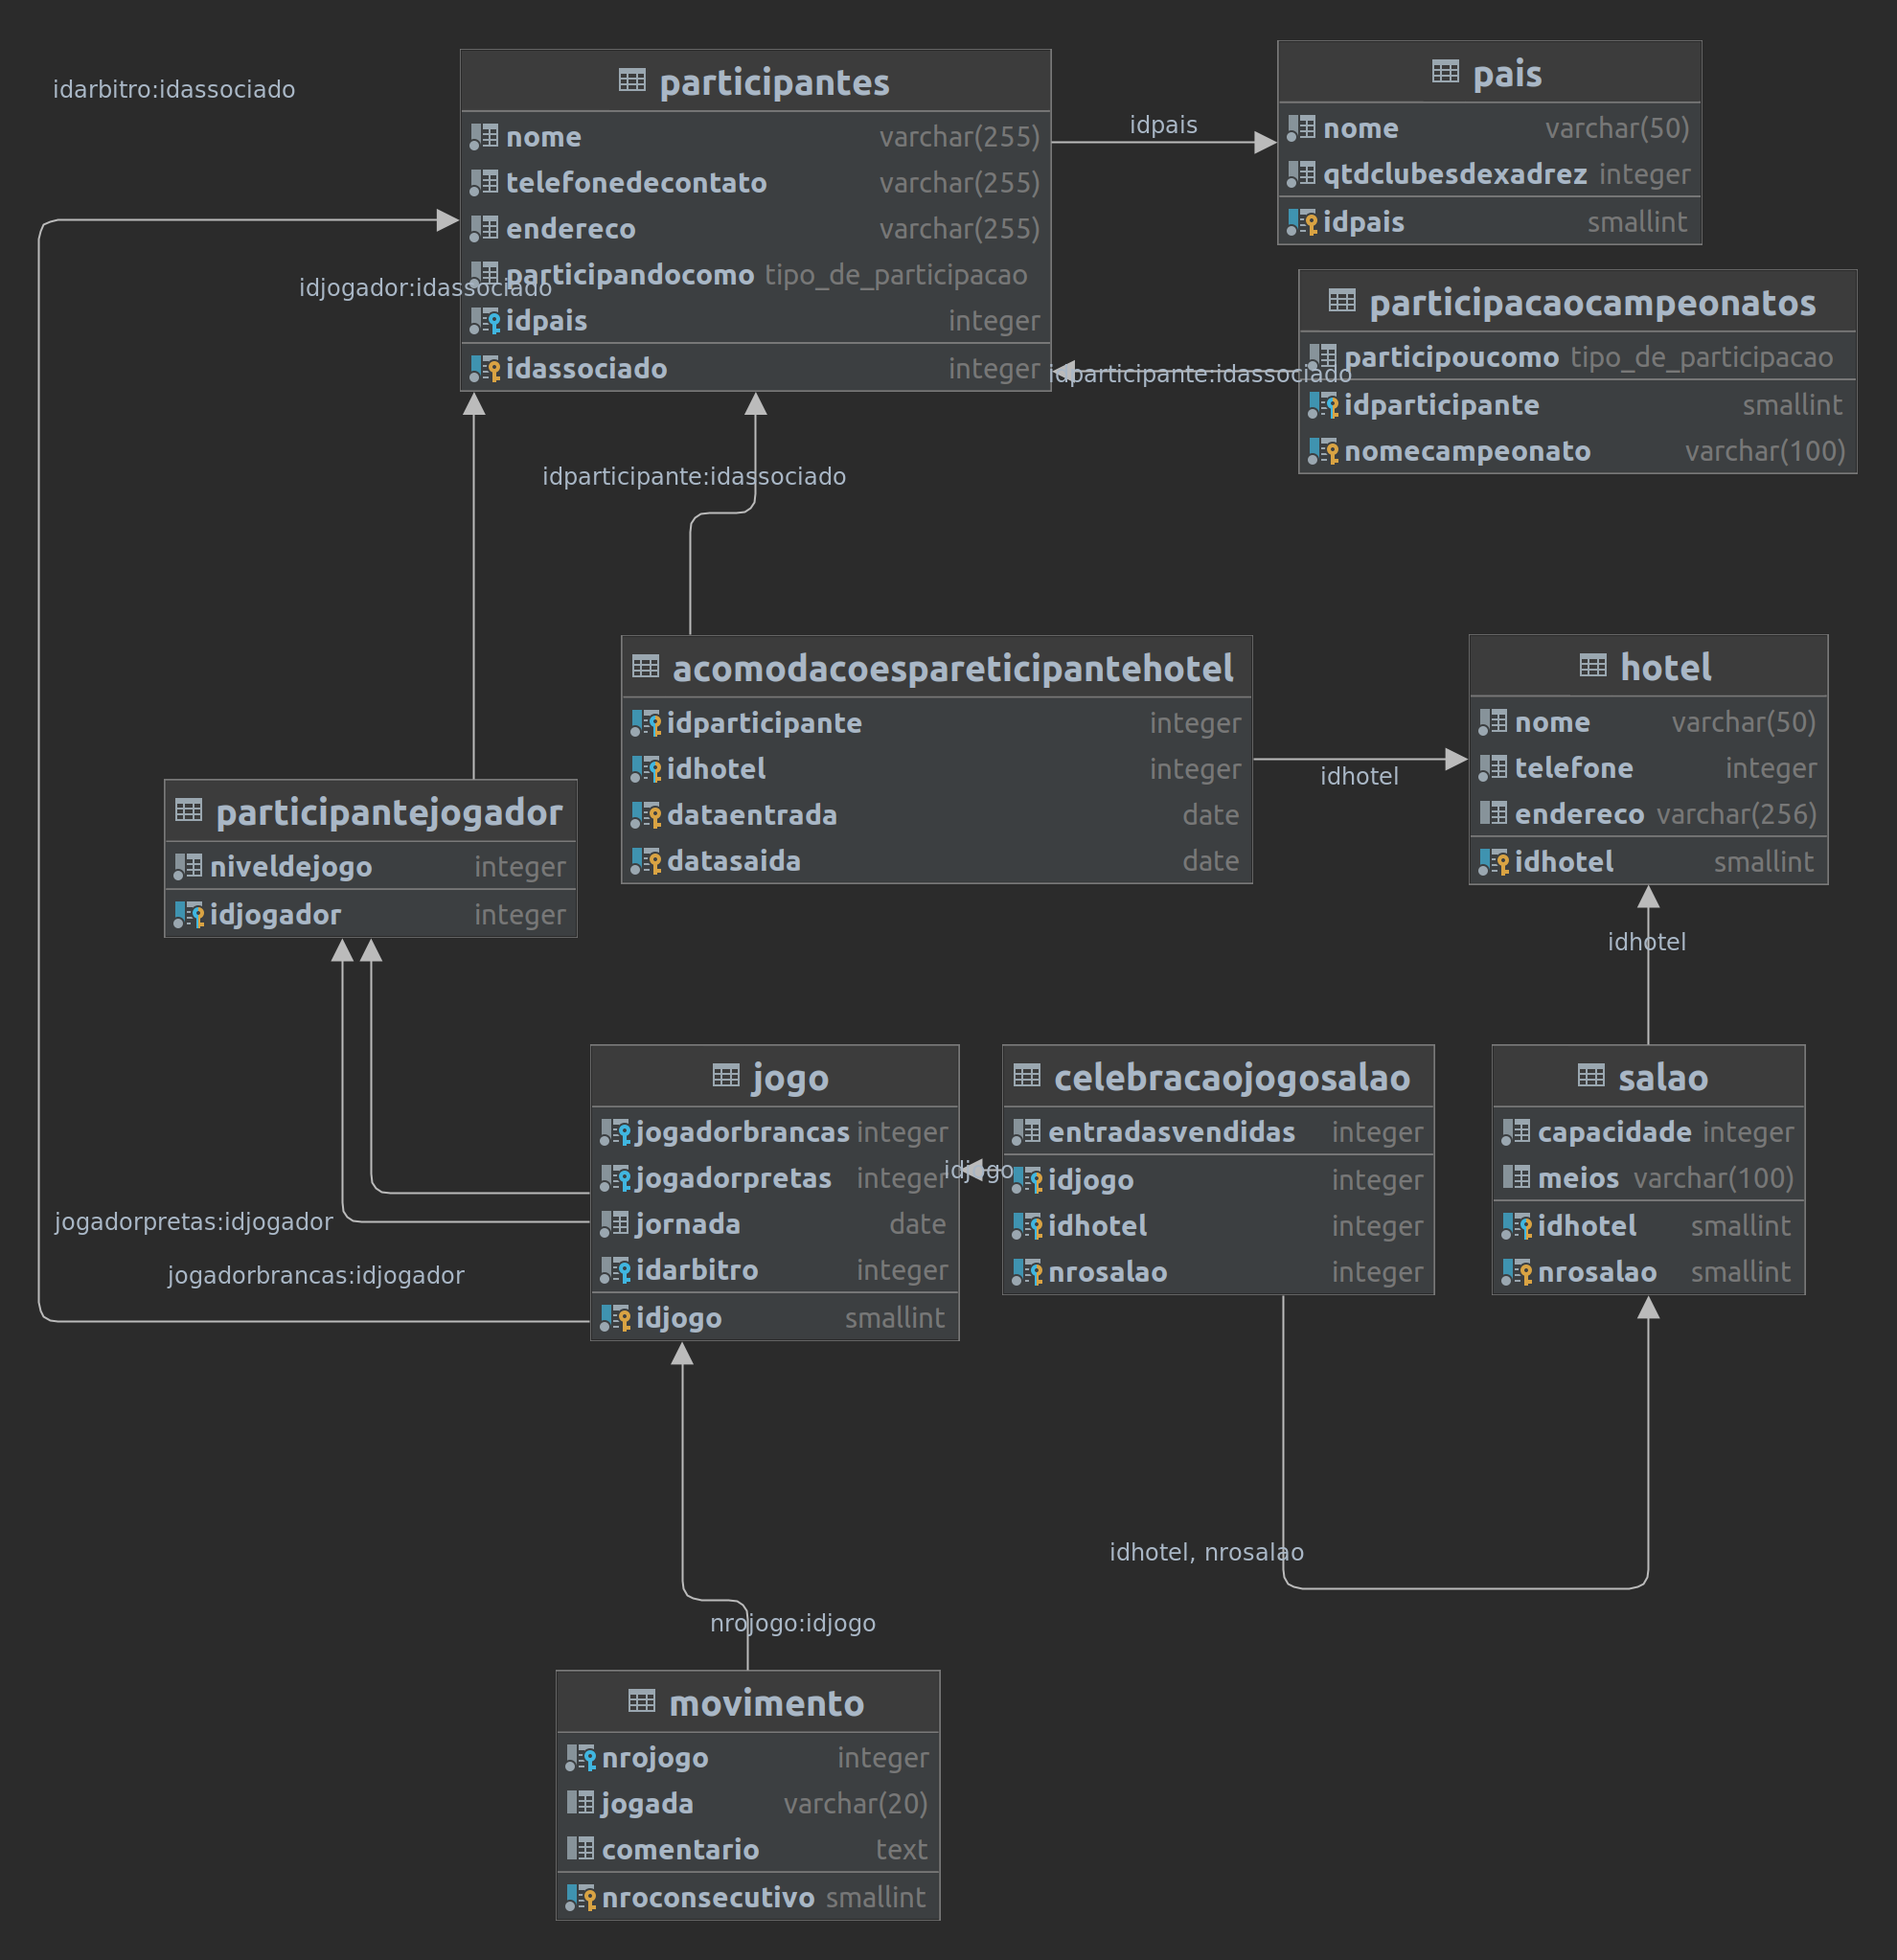 idarbitro:idassociado
participantes
nome varchar(255)
telefonedecontato varchar(255)
endereco varchar(255)
participandocomo tipo_de_participacao
idpais integer
idassociado integer
idpais
pais
nome varchar(50)
qtdclubesdexadrez integer
idpais smallint
idjogador:idassociado
participacaocampeonatos
participoucomo tipo_de_participacao
idparticipante smallint
nomecampeonato varchar(100)
idparticipante:idassociado
idparticipante:idassociado
acomodacoespareticipantehotel
idparticipante integer
idhotel integer
dataentrada date
datasaida date
idhotel
hotel
nome varchar(50)
telefone integer
endereco varchar(256)
idhotel smallint
participantejogador
niveldejogo integer
idjogador integer
idhotel
jogo
jogadorbrancas integer
jogadorpretas integer
jornada date
idarbitro integer
idjogo smallint
idjogo
celebracaojogosalao
entradasvendidas integer
idjogo integer
idhotel integer
nrosalao integer
salao
capacidade integer
meios varchar(100)
idhotel smallint
nrosalao smallint
jogadorpretas:idjogador
jogadorbrancas:idjogador
idhotel, nrosalao
nrojogo:idjogo
movimento
nrojogo integer
jogada varchar(20)
comentario text
nroconsecutivo smallint